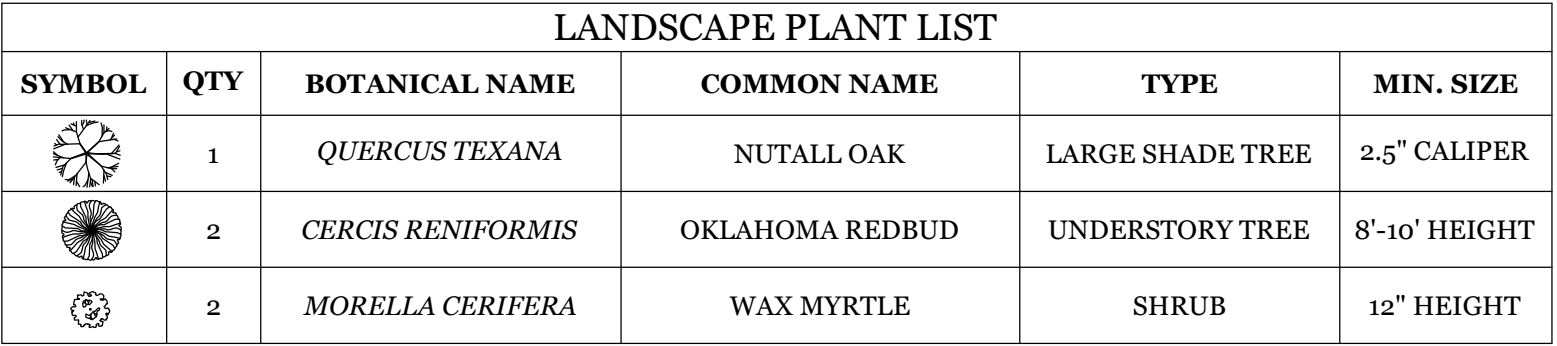 LANDSCAPE PLANT LIST
SYMBOL QTY BOTANICAL NAME COMMON NAME TYPE MIN. SIZE
1 QUERCUS TEXANA NUTALL OAK LARGE SHADE TREE 2.5" CALIPER
2 CERCIS RENIFORMIS OKLAHOMA REDBUD UNDERSTORY TREE 8'-10' HEIGHT
2 MORELLA CERIFERA WAX MYRTLE SHRUB 12" HEIGHT